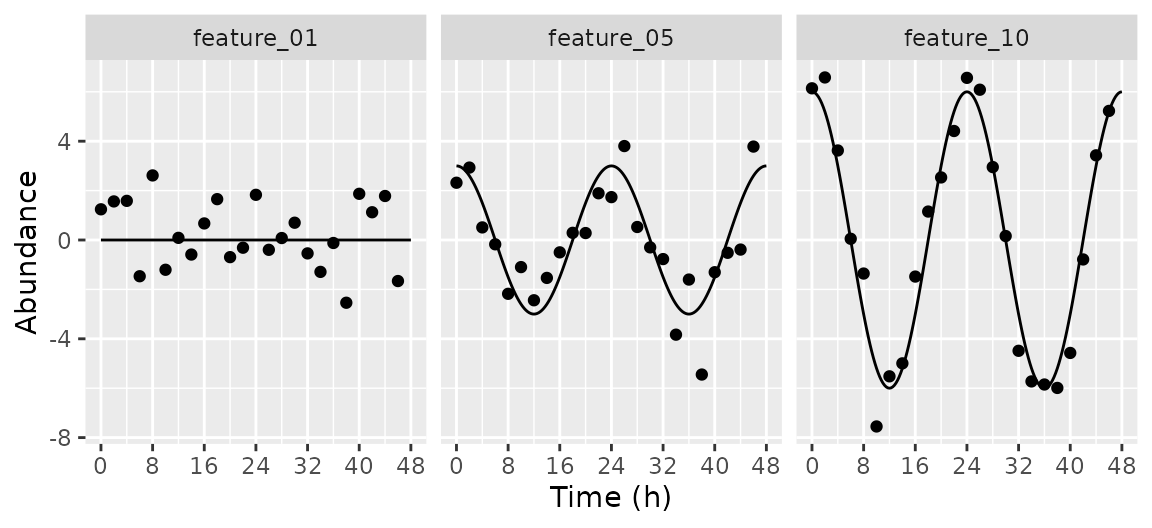 feature_01 feature_05 feature_10
Abundance
4
0
-4
-8
0 8 16 24 32 40 48 0 8 16 24 32 40 48 0 8 16 24 32 40 48
Time (h)